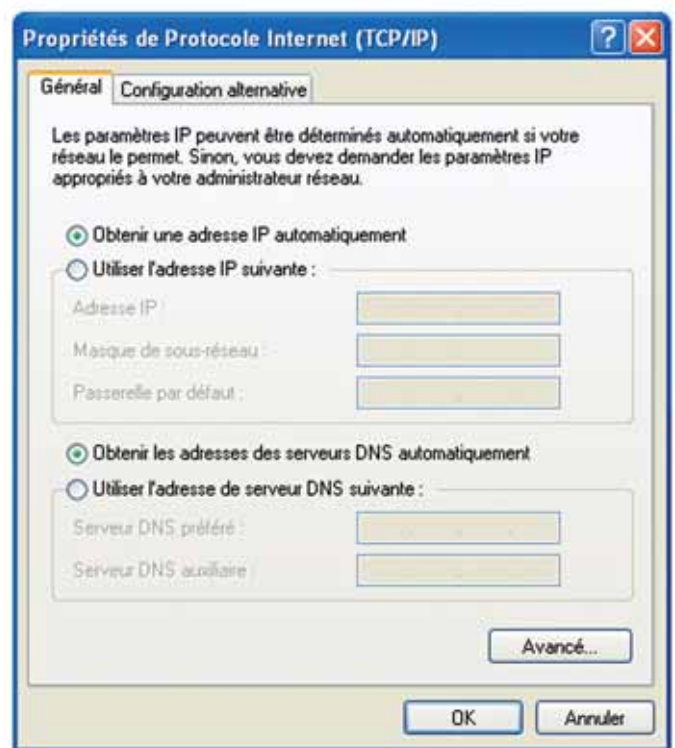 Propriétés de Protocole Internet (TCP/IP)
Général
Configuration alternative
Les paramètres IP peuvent être déterminés automatiquement si votre
réseau le permet. Sinon, vous devez demander les paramètres IP
appropriés à votre administrateur réseau.
Obtenir une adresse IP automatiquement
Utiliser l'adresse IP suivante :
Adresse IP :
Masque de sous-réseau :
Passerelle par défaut :
Obtenir les adresses des serveurs DNS automatiquement
Utiliser l'adresse de serveur DNS suivante :
Serveur DNS préféré :
Serveur DNS auxiliaire :
Avancé...
OK
Annuler